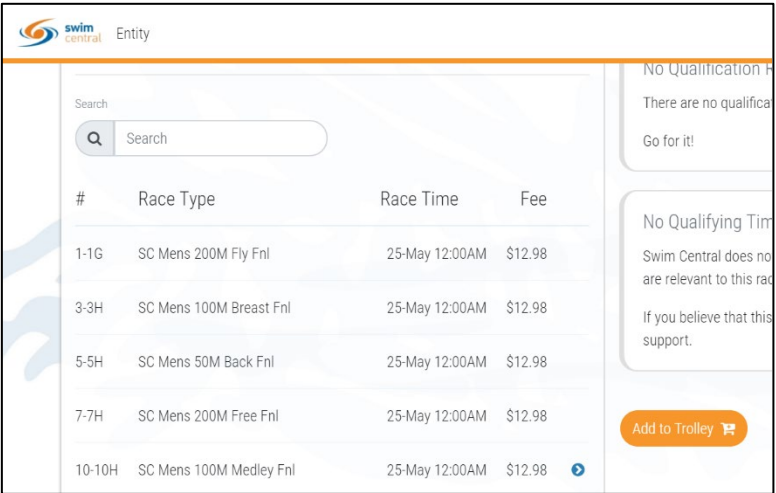 swim
central
Entity
Search
Search
# Race Type Race Time Fee
1-1G SC Mens 200M Fly Fnl 25-May 12:00AM $12.98
3-3H SC Mens 100M Breast Fnl 25-May 12:00AM $12.98
5-5H SC Mens 50M Back Fnl 25-May 12:00AM $12.98
7-7H SC Mens 200M Free Fnl 25-May 12:00AM $12.98
10-10H SC Mens 100M Medley Fnl 25-May 12:00AM $12.98
No Qualification
There are no
Go for it!
No Qualifying
Swim Central does no
are relevant to this
If you believe that this
support.
Add to Trolley